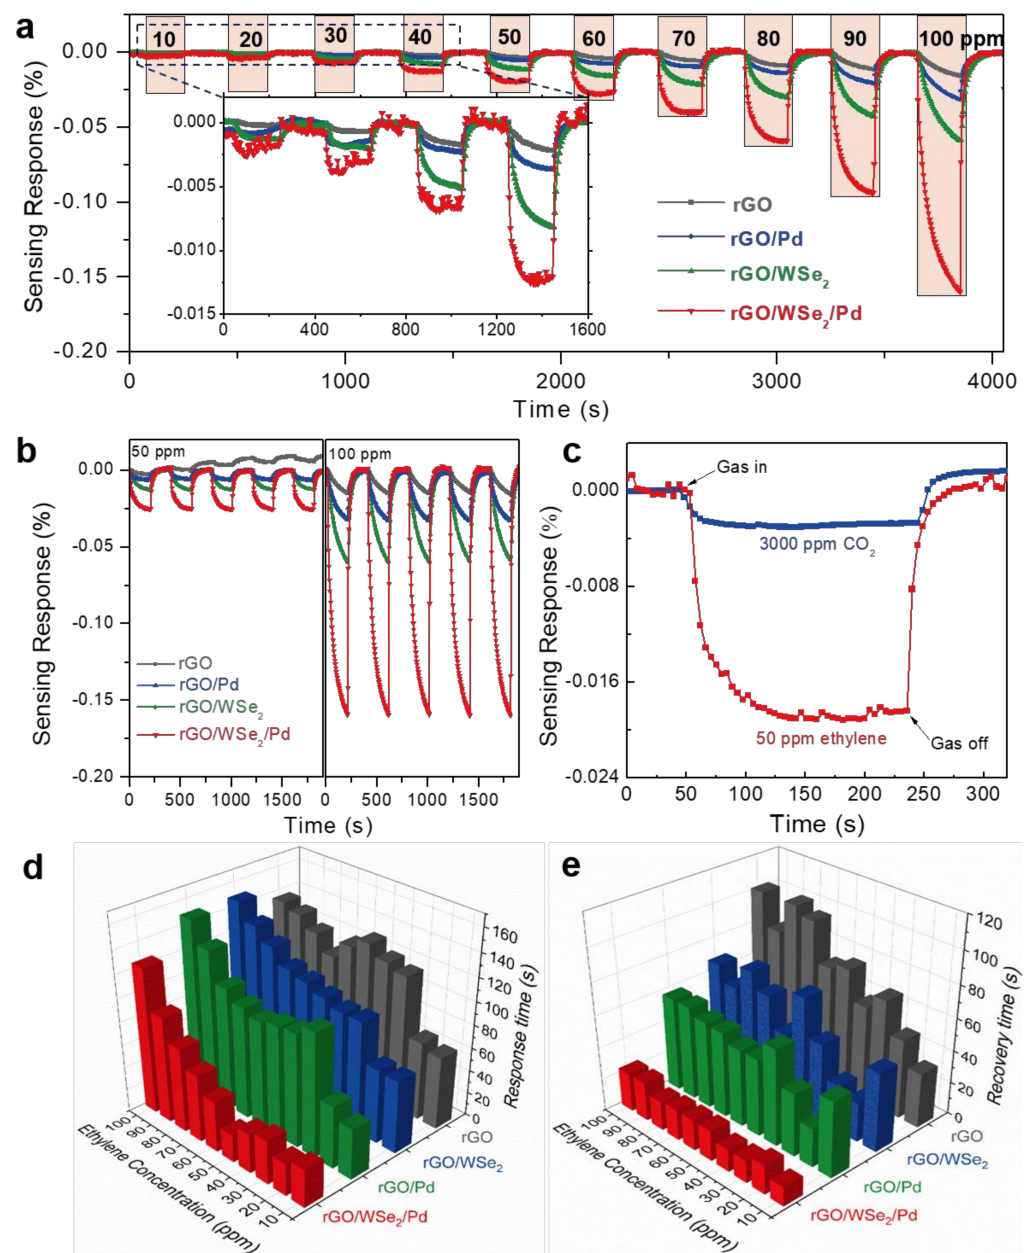 a
10 20 30 40 50 60 70 80 90 100 ppm
0.00
-0.05
-0.10
-0.15
-0.20
Sensing Response (%)
0.000
-0.005
-0.010
-0.015
0 400 800 1200 1600
rGO
rGO/Pd
rGO/WSe₂
rGO/WSe₂/Pd
0 1000 2000 3000 4000
Time (s)
b
50 ppm
100 ppm
0.00
-0.05
-0.10
-0.15
-0.20
Sensing Response (%)
rGO
rGO/Pd
rGO/WSe₂
rGO/WSe₂/Pd
0 500 1000 1500 0 500 1000 1500
Time (s)
c
Gas in
0.000
-0.008
-0.016
-0.024
Sensing Response (%)
3000 ppm CO₂
50 ppm ethylene
Gas off
0 50 100 150 200 250 300
Time (s)
d
160
140
120
100
80
60
40
20
0
Response time (s)
rGO
rGO/WSe₂
rGO/Pd
rGO/WSe₂/Pd
100 90 80 70 60 50 40 30 20 10
Ethylene Concentration (ppm)
e
120
100
80
60
40
20
0
Recovery time (s)
rGO
rGO/WSe₂
rGO/Pd
rGO/WSe₂/Pd
100 90 80 70 60 50 40 30 20 10
Ethylene Concentration (ppm)